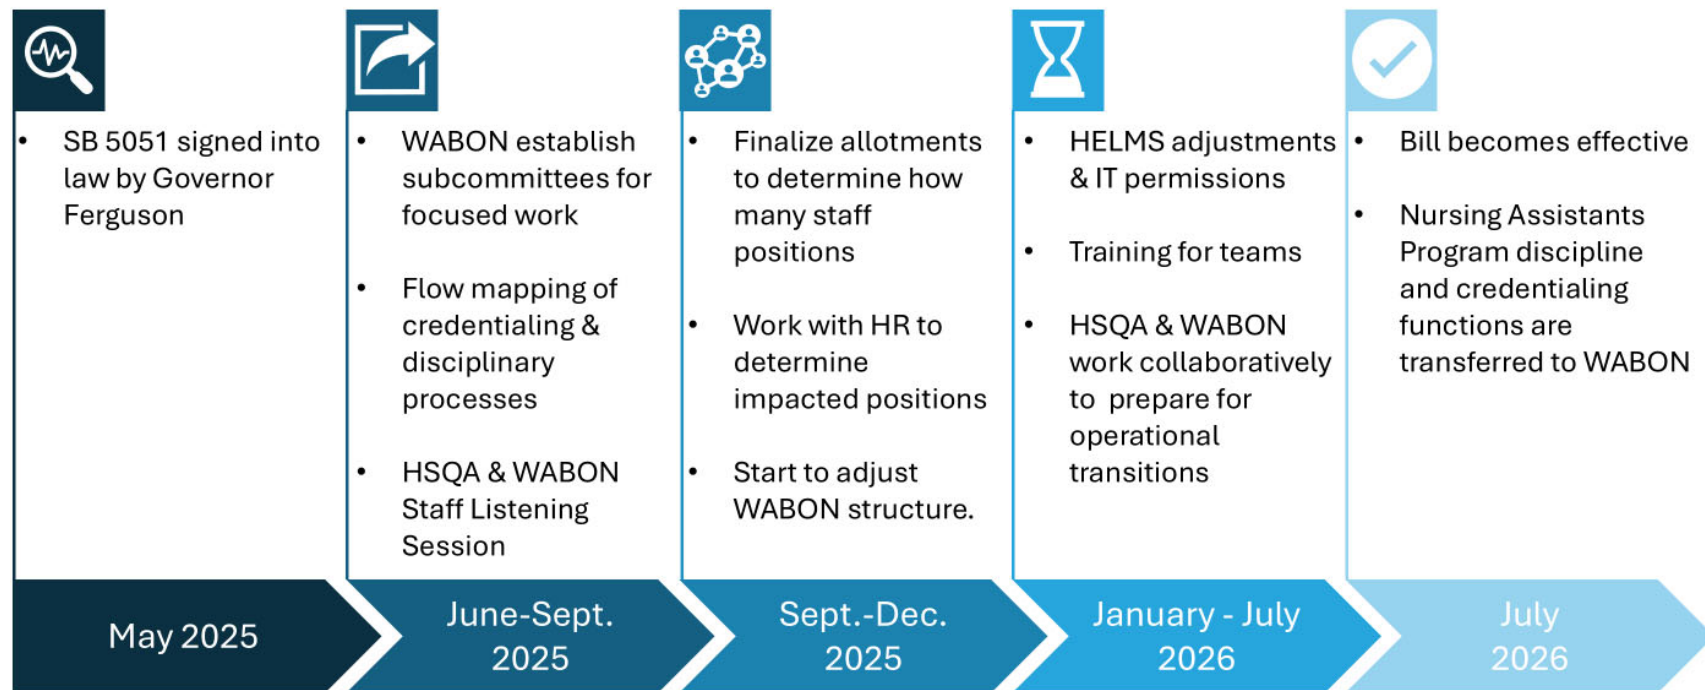 • SB 5051 signed into
law by Governor
Ferguson
• WABON establish
subcommittees for
focused work
• Flow mapping of
credentialing &
disciplinary
processes
• HSQA & WABON
Staff Listening
Session
• Finalize allotments
to determine how
many staff
positions
• Work with HR to
determine
impacted positions
• Start to adjust
WABON structure.
• HELMS adjustments
& IT permissions
• Training for teams
• HSQA & WABON
work collaboratively
to prepare for
operational
transitions
• Bill becomes effective
• Nursing Assistants
Program discipline
and credentialing
functions are
transferred to WABON
May 2025
June-Sept.
2025
Sept.-Dec.
2025
January - July
2026
July
2026